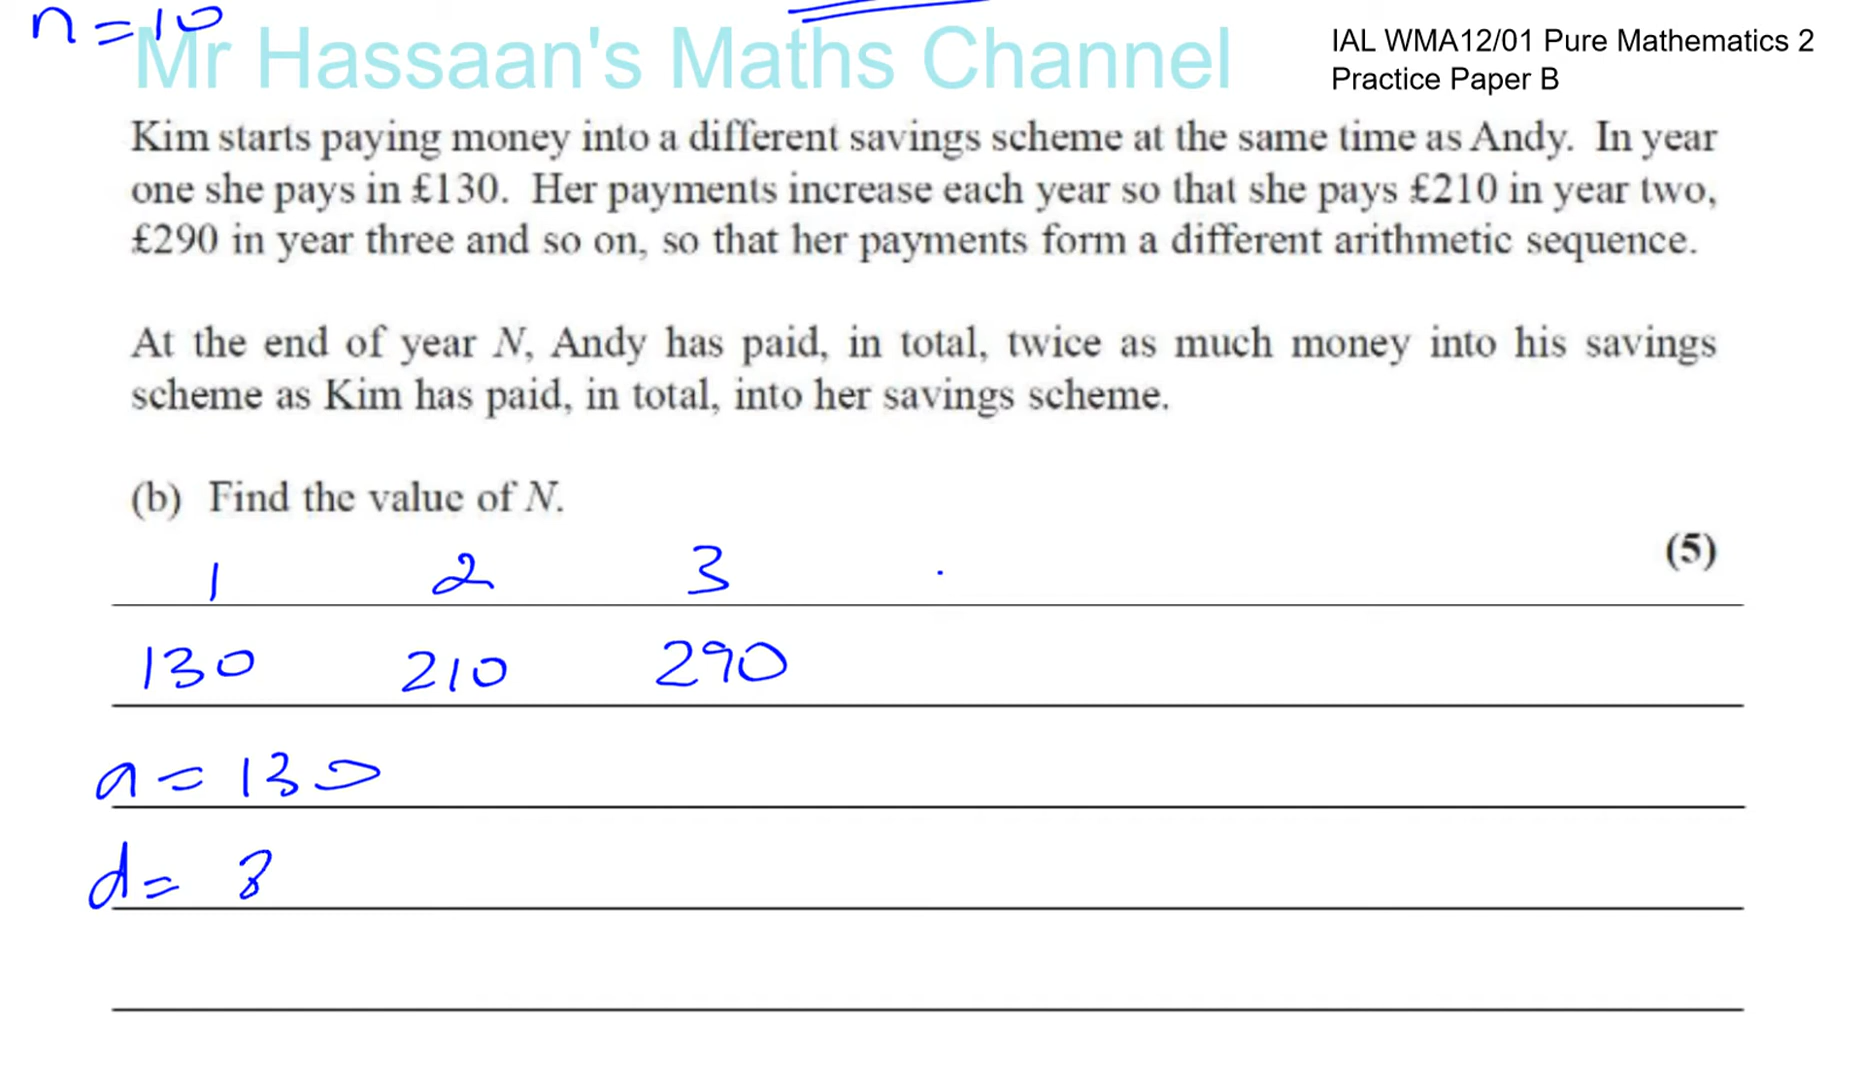 n=10
Mr Hassaan's Maths Channel
IAL WMA12/01 Pure Mathematics 2
Practice Paper B
Kim starts paying money into a different savings scheme at the same time as Andy. In year
one she pays in £130. Her payments increase each year so that she pays £210 in year two,
£290 in year three and so on, so that her payments form a different arithmetic sequence.
At the end of year N, Andy has paid, in total, twice as much money into his savings
scheme as Kim has paid, in total, into her savings scheme.
(b) Find the value of N.
(5)
1 2 3 .
130 210 290
a = 130
d = 8